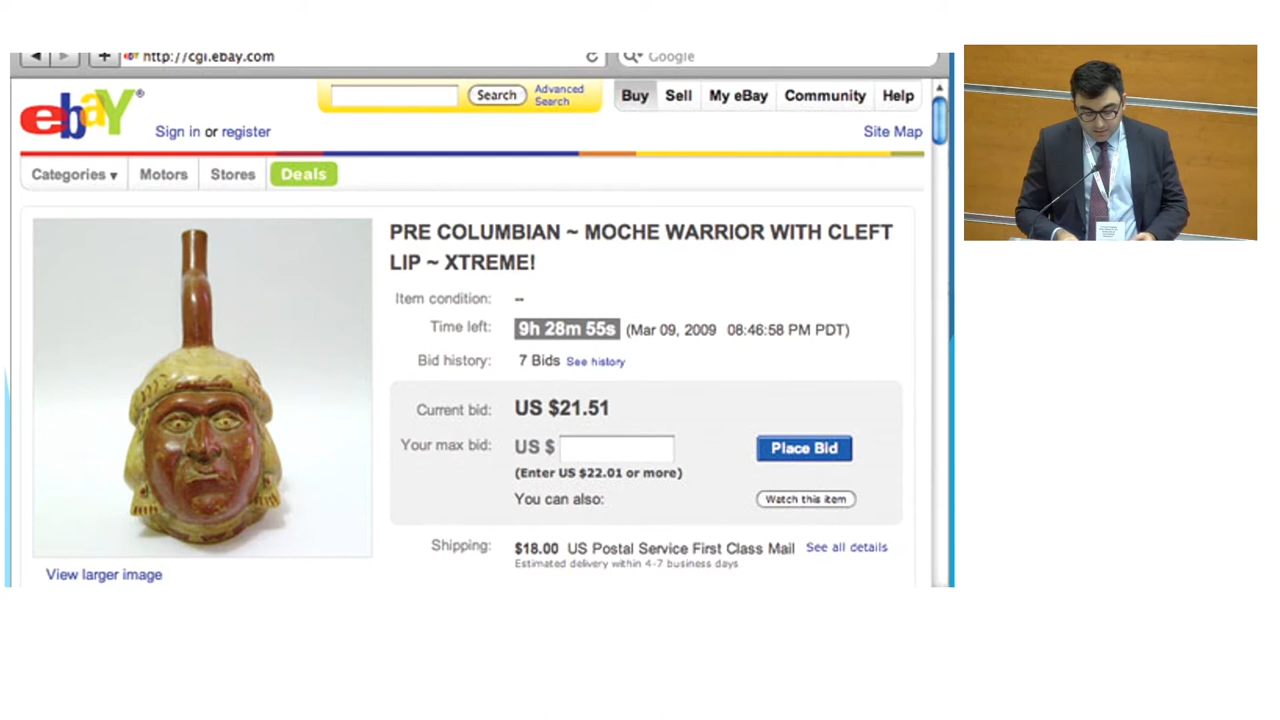 http://cgi.ebay.com
Google
ebaY®
Search
Advanced Search
Buy Sell My eBay Community Help
Sign in or register
Site Map
Categories ▾ Motors Stores Deals
PRE COLUMBIAN ~ MOCHE WARRIOR WITH CLEFT
LIP ~ XTREME!
Item condition: --
Time left: 9h 28m 55s (Mar 09, 2009 08:46:58 PM PDT)
Bid history: 7 Bids See history
Current bid: US $21.51
Your max bid: US $
Place Bid
(Enter US $22.01 or more)
You can also: Watch this item
Shipping: $18.00 US Postal Service First Class Mail See all details
Estimated delivery within 4-7 business days
View larger image